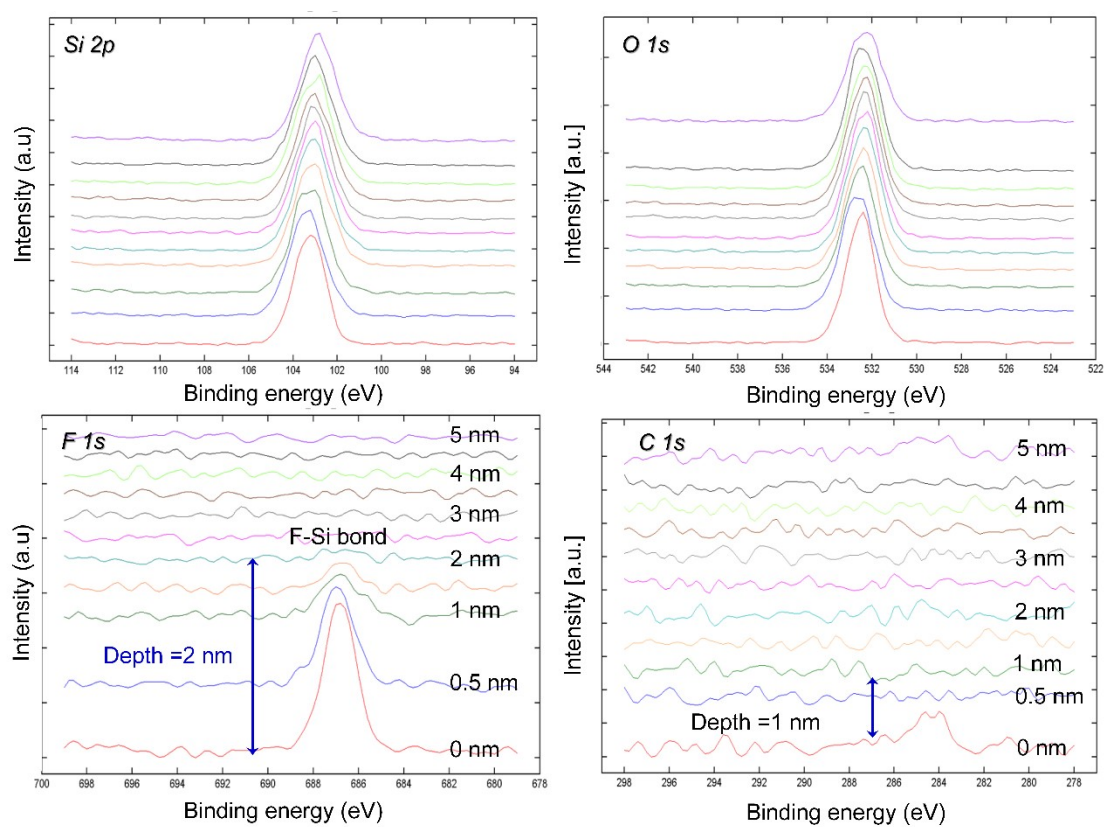 Si 2p
Intensity (a.u)
114 112 110 108 106 104 102 100 98 96 94
Binding energy (eV)
O 1s
Intensity [a.u.]
544 542 540 538 536 534 532 530 528 526 524 522
Binding energy (eV)
F 1s
Intensity (a.u)
5 nm
4 nm
3 nm
F-Si bond
2 nm
1 nm
Depth =2 nm
0.5 nm
0 nm
700 698 696 694 692 690 688 686 684 682 680 678
Binding energy (eV)
C 1s
Intensity [a.u.]
5 nm
4 nm
3 nm
2 nm
1 nm
0.5 nm
Depth =1 nm
0 nm
298 296 294 292 290 288 286 284 282 280 278
Binding energy (eV)